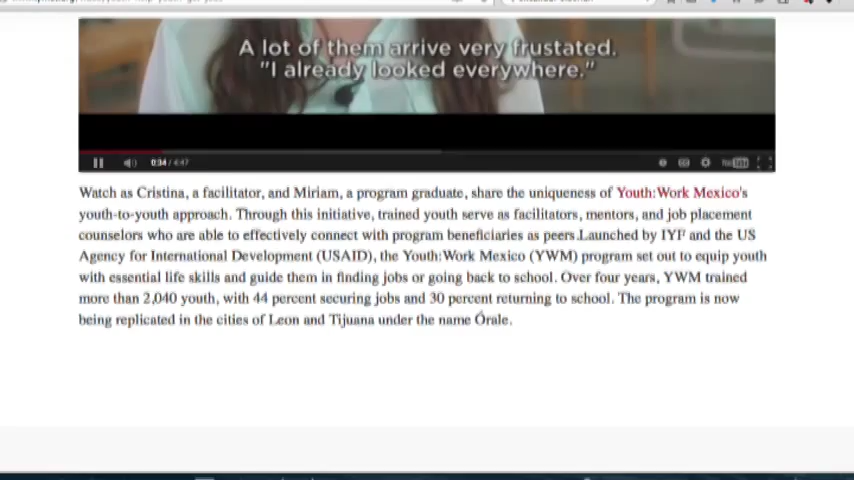 A lot of them arrive very frustated.
"I already looked everywhere."
0:34 / 4:47
Watch as Cristina, a facilitator, and Miriam, a program graduate, share the uniqueness of Youth:Work Mexico's
youth-to-youth approach. Through this initiative, trained youth serve as facilitators, mentors, and job placement
counselors who are able to effectively connect with program beneficiaries as peers.Launched by IYF and the US
Agency for International Development (USAID), the Youth:Work Mexico (YWM) program set out to equip youth
with essential life skills and guide them in finding jobs or going back to school. Over four years, YWM trained
more than 2,040 youth, with 44 percent securing jobs and 30 percent returning to school. The program is now
being replicated in the cities of Leon and Tijuana under the name Órale.